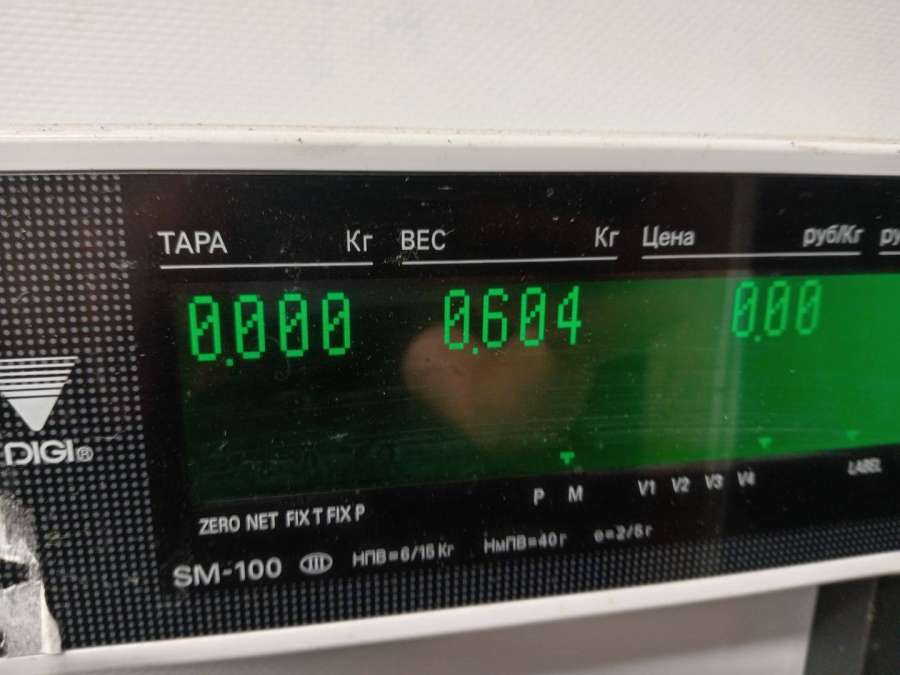 ТАРА Кг ВЕС Кг Цена руб/Кг
0.000 0.604 0.00
DIGI®
P M V1 V2 V3 V4 LABEL
ZERO NET FIX T FIX P
SM-100 III НПВ=6/15 Кг НмПВ=40 г e=2/5 г